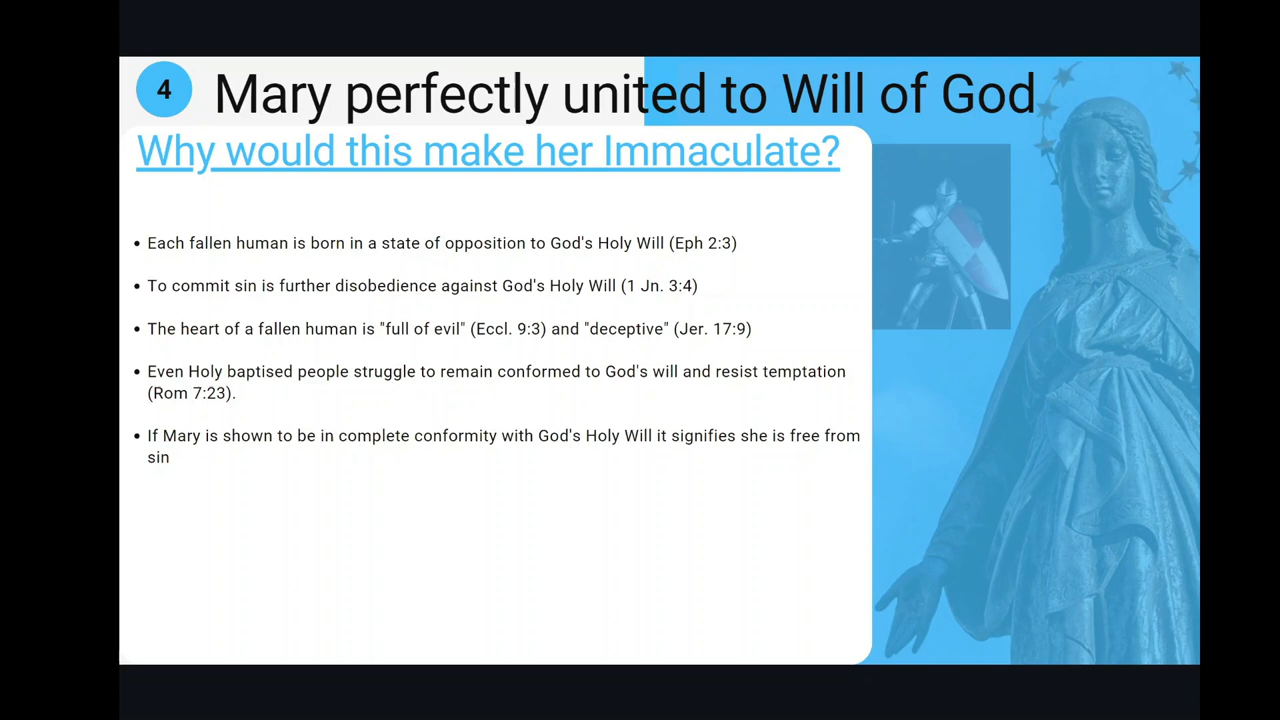 4
Mary perfectly united to Will of God
Why would this make her Immaculate?
• Each fallen human is born in a state of opposition to God's Holy Will (Eph 2:3)
• To commit sin is further disobedience against God's Holy Will (1 Jn. 3:4)
• The heart of a fallen human is "full of evil" (Eccl. 9:3) and "deceptive" (Jer. 17:9)
• Even Holy baptised people struggle to remain conformed to God's will and resist temptation
(Rom 7:23).
• If Mary is shown to be in complete conformity with God's Holy Will it signifies she is free from
sin